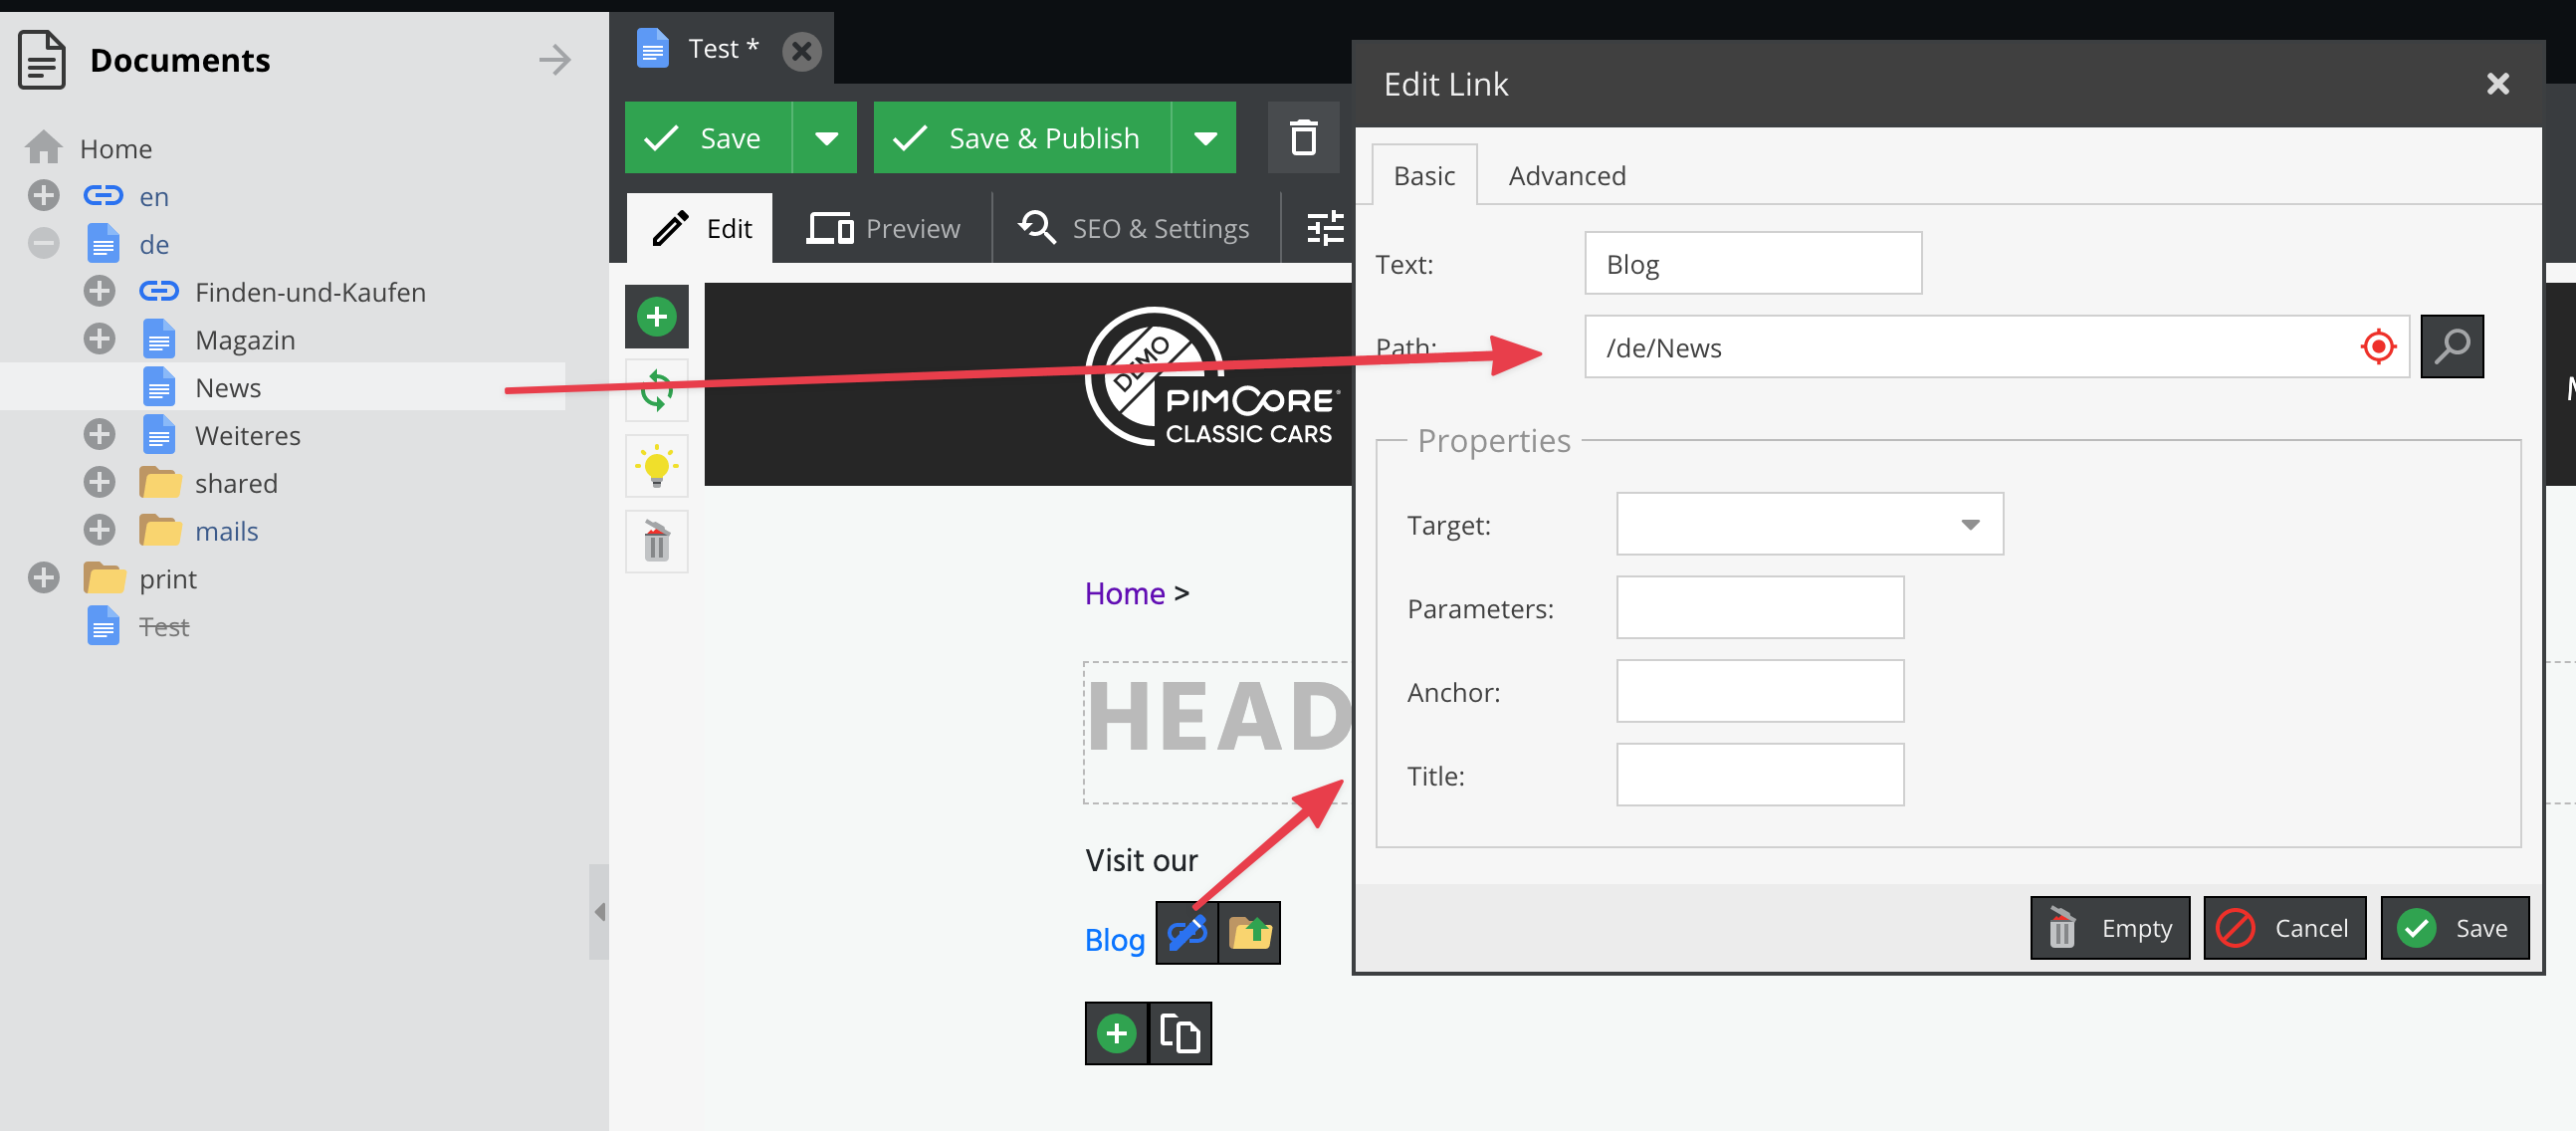 Documents
Home
en
de
Finden-und-Kaufen
Magazin
News
Weiteres
shared
mails
print
Test
Test *
Save
Save & Publish
Edit
Preview
SEO & Settings
DEMO
PIMCORE
CLASSIC CARS
Home >
HEAD
Visit our
Blog
Edit Link
Basic
Advanced
Text: Blog
Path: /de/News
Properties
Target:
Parameters:
Anchor:
Title:
Empty
Cancel
Save